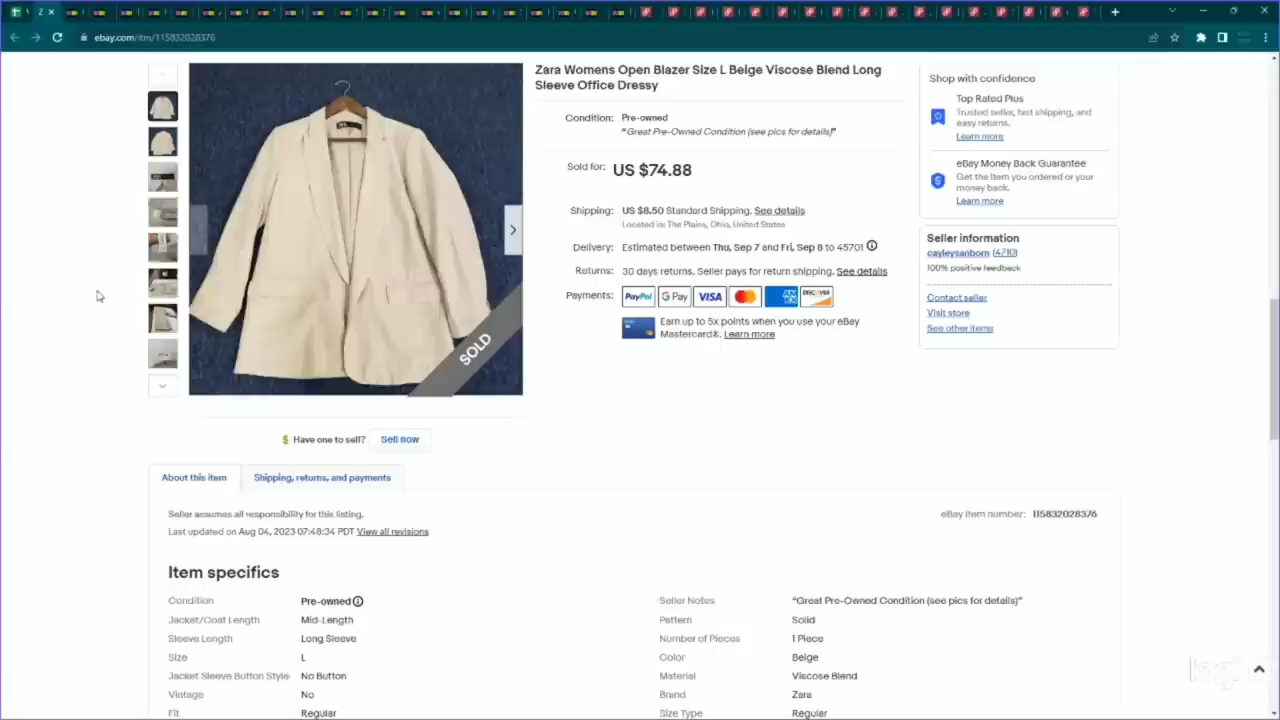 ebay.com/itm/115832028376
Zara Womens Open Blazer Size L Beige Viscose Blend Long
Sleeve Office Dressy
Condition: Pre-owned
"Great Pre-Owned Condition (see pics for details)"
Sold for: US $74.88
Shipping: US $8.50 Standard Shipping. See details
Located in: The Plains, Ohio, United States
Delivery: Estimated between Thu, Sep 7 and Fri, Sep 8 to 45701
Returns: 30 days returns. Seller pays for return shipping. See details
Payments: PayPal G Pay VISA MasterCard AM EX DISCOVER
Earn up to 5x points when you use your eBay
Mastercard®. Learn more
SOLD
Shop with confidence
Top Rated Plus
Trusted seller, fast shipping, and
easy returns.
Learn more
eBay Money Back Guarantee
Get the item you ordered or your
money back.
Learn more
Seller information
cayleysanborn (4710)
100% positive feedback
Contact seller
Visit store
See other items
Have one to sell? Sell now
About this item
Shipping, returns, and payments
Seller assumes all responsibility for this listing.
Last updated on Aug 04, 2023 07:48:34 PDT View all revisions
eBay item number: 115832028376
Item specifics
Condition Pre-owned
Jacket/Coat Length Mid-Length
Sleeve Length Long Sleeve
Size L
Jacket Sleeve Button Style No Button
Vintage No
Fit Regular
Seller Notes "Great Pre-Owned Condition (see pics for details)"
Pattern Solid
Number of Pieces 1 Piece
Color Beige
Material Viscose Blend
Brand Zara
Size Type Regular